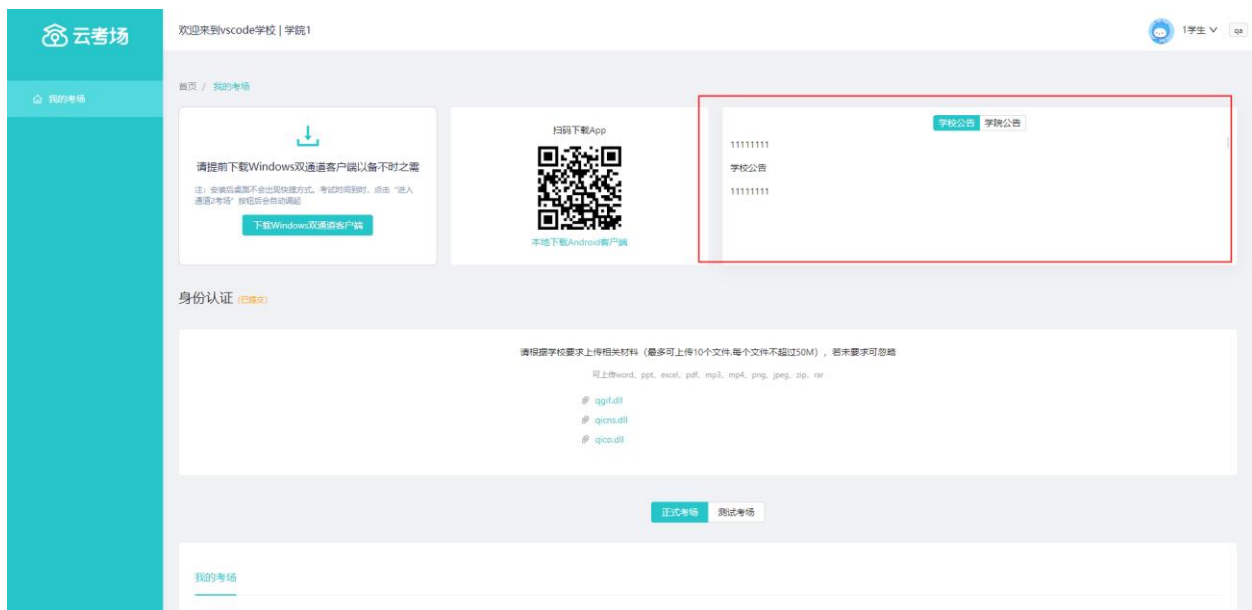 云考场
欢迎来到vscode学校 | 学院1
1学生
qa
我的考场
首页 / 我的考场
请提前下载Windows双通道客户端以备不时之需
注：安装后桌面不会出现快捷方式。考试时间到时，点击“进入
通道2考场”按钮后会自动调起
下载Windows双通道客户端
扫码下载App
本地下载Android客户端
学校公告 学院公告
11111111
学校公告
11111111
身份认证 (已提交)
请根据学校要求上传相关材料（最多可上传10个文件,每个文件不超过50M），若未要求可忽略
可上传word、ppt、excel、pdf、mp3、mp4、png、jpeg、zip、rar
qgif.dll
qicns.dll
qico.dll
正式考场 测试考场
我的考场